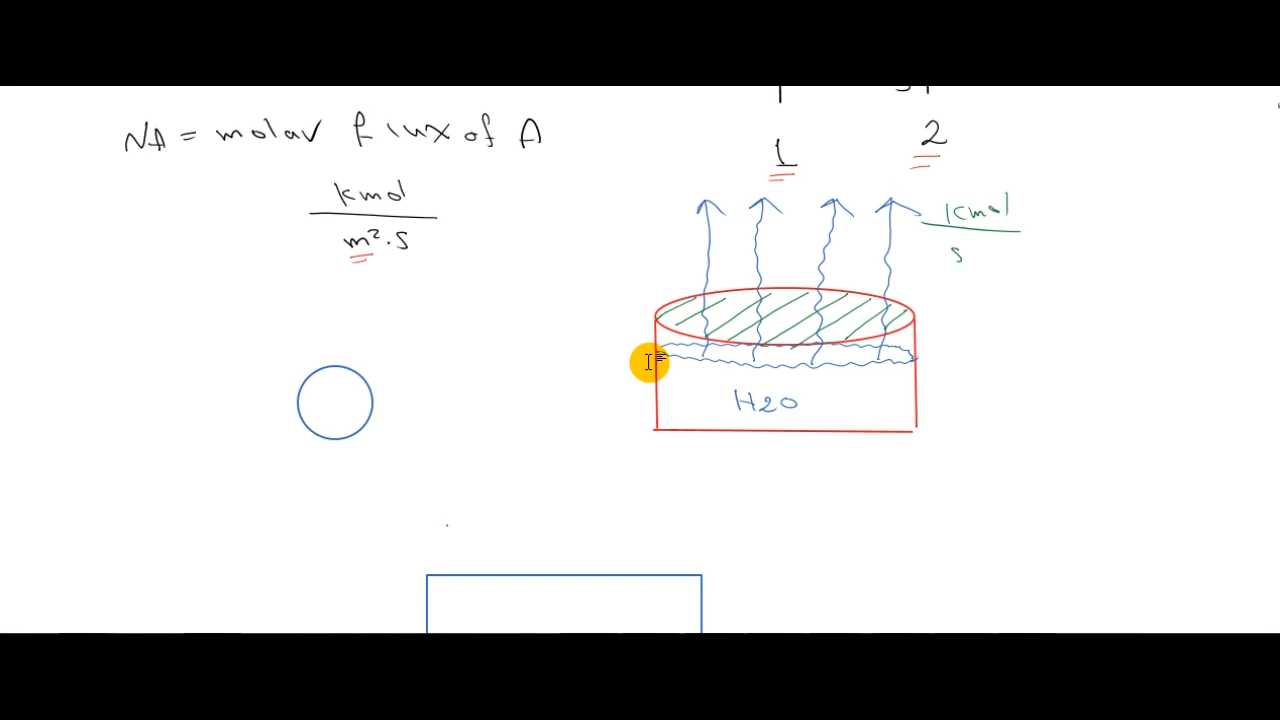 NA = molar flux of A
kmol
m².s
1
2
kmol
s
H2O